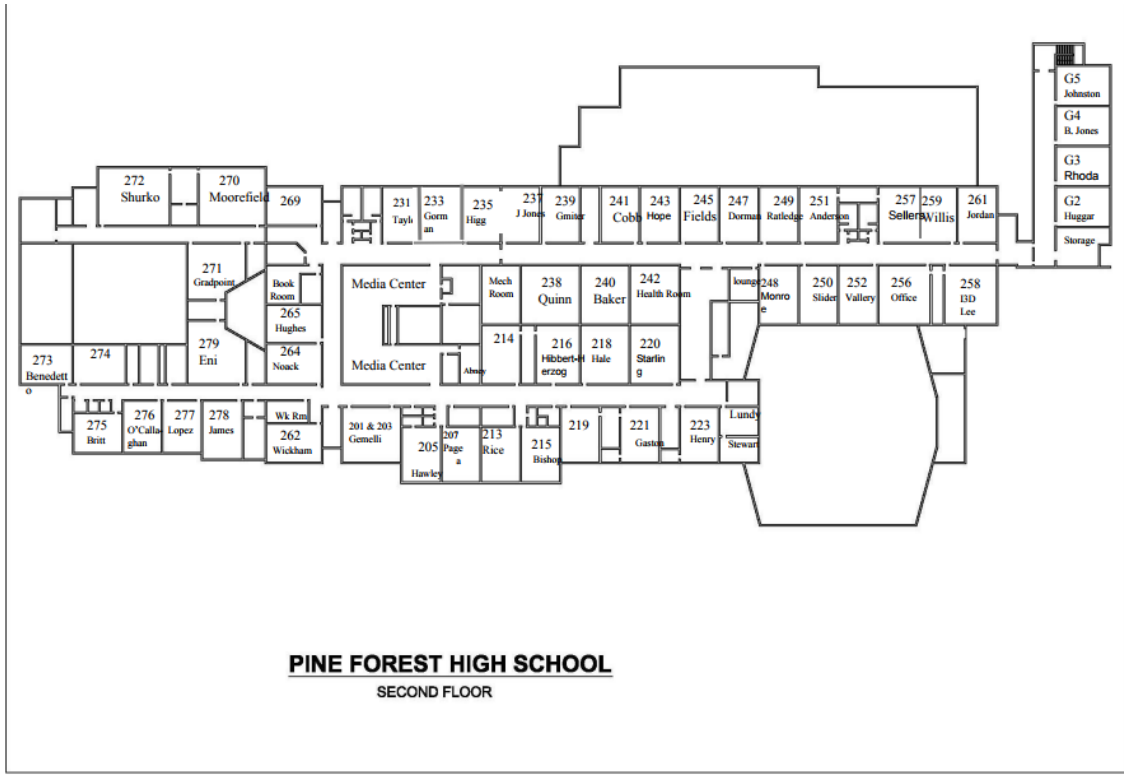 G5
Johnston
G4
B. Jones
G3
Rhoda
G2
Huggar
Storage
272
Shurko
270
Moorefield
269
231
Taylo
233
Gorm
an
235
Higg
237
J Jones
239
Gmiter
241
Cobb
243
Hope
245
Fields
247
Dorman
249
Ratledge
251
Anderson
257
Sellers
259
Willis
261
Jordan
271
Gradpoint
Book
Room
Media Center
Mech
Room
238
Quinn
240
Baker
242
Health Room
lounge
248
Monro
e
250
Slider
252
Vallery
256
Office
258
I3D
Lee
265
Hughes
279
Eni
264
Noack
Media Center
Abney
214
216
Hibbert-H
erzog
218
Hale
220
Starlin
g
273
Benedett
o
274
275
Britt
276
O'Calla
ghan
277
Lopez
278
James
Wk Rm
262
Wickham
201 & 203
Gemelli
205
Hawley
207
Page
a
213
Rice
215
Bishop
219
221
Gaston
223
Henry
Lundy
Stewart
PINE FOREST HIGH SCHOOL
SECOND FLOOR